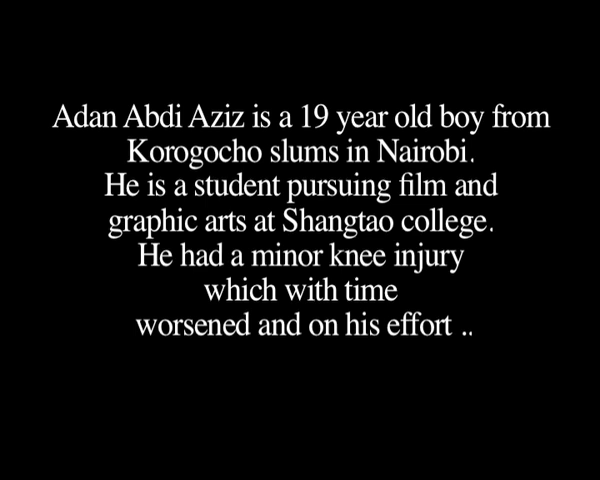 Adan Abdi Aziz is a 19 year old boy from
Korogocho slums in Nairobi.
He is a student pursuing film and
graphic arts at Shangtao college.
He had a minor knee injury
which with time
worsened and on his effort ..